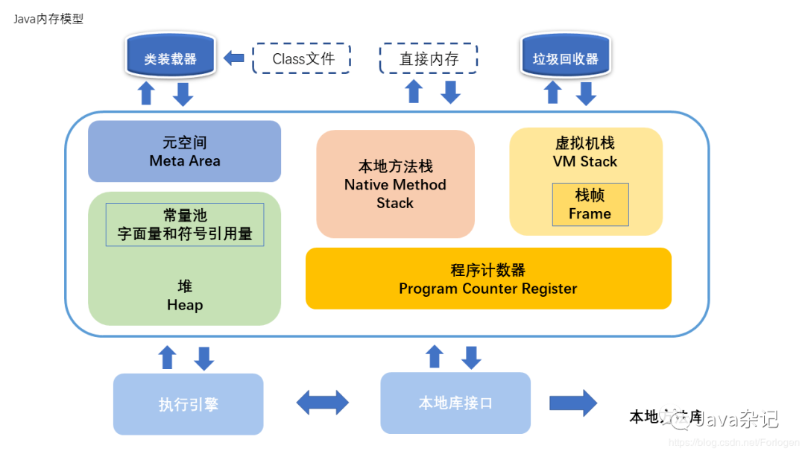 Java内存模型
类装载器
Class文件
直接内存
垃圾回收器
元空间
Meta Area
本地方法栈
Native Method
Stack
虚拟机栈
VM Stack
栈帧
Frame
常量池
字面量和符号引用量
堆
Heap
程序计数器
Program Counter Register
执行引擎
本地库接口
本地 库
Java杂记
https://blog.csdn.net/Fonogan